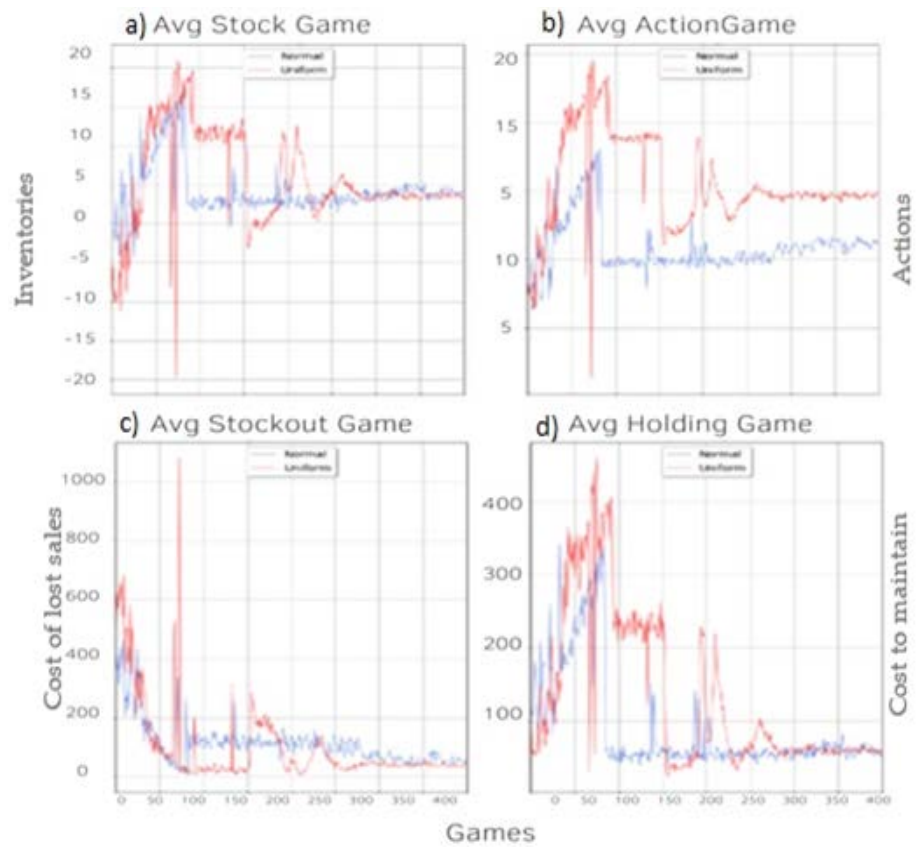 a) Avg Stock Game
Normal
Uniform
20
15
10
5
0
-5
-10
-15
-20
Inventories
b) Avg ActionGame
Normal
Uniform
20
15
5
10
5
Actions
c) Avg Stockout Game
Normal
Uniform
1000
800
600
400
200
0
Cost of lost sales
0 50 100 150 200 250 300 350 400
d) Avg Holding Game
Normal
Uniform
400
300
200
100
Cost to maintain
0 50 100 200 250 300 350 400
Games